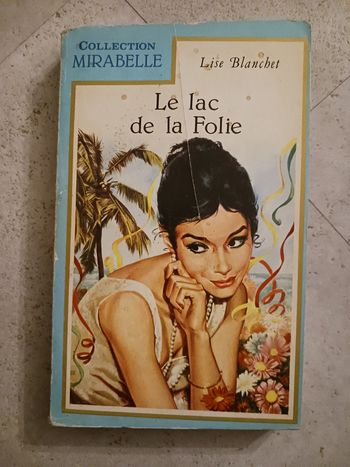 COLLECTION
MIRABELLE
Lise Blanchet
Le lac
de la Folie